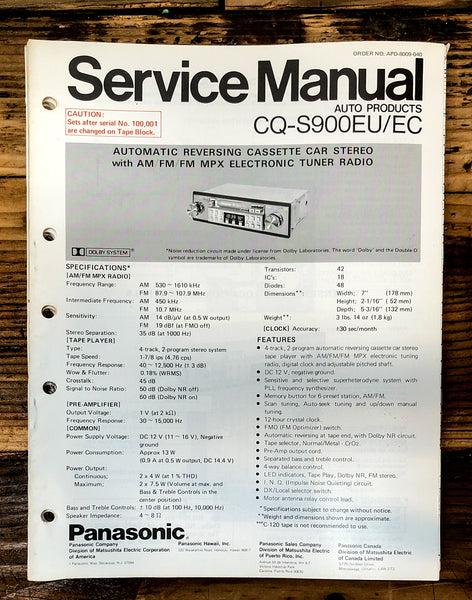 ORDER NO. APD-8009-040
Service Manual
AUTO PRODUCTS
CQ-S900EU/EC
CAUTION:
Sets after serial No. 100,001
are changed on Tape Block.
AUTOMATIC REVERSING CASSETTE CAR STEREO
with AM/FM/FM MPX ELECTRONIC TUNER RADIO
DOLBY SYSTEM
*Noise reduction circuit made under license from Dolby Laboratories. The word 'Dolby' and the Double-D
symbol are trademarks of Dolby Laboratories.
SPECIFICATIONS*
[AM/FM MPX RADIO]
Frequency Range: AM 530 ~ 1610 kHz
FM 87.9 ~ 107.9 MHz
Intermediate Frequency: AM 450 kHz
FM 10.7 MHz
Sensitivity: AM 14 dB/μV (at 0.5 W output)
FM 19 dBf (at FMO off)
Stereo Separation: 35 dB (at 1000 Hz)
[TAPE PLAYER]
Type: 4-track, 2-program stereo system
Tape Speed 1-7/8 ips (4.76 cps)
Frequency Response: 40 ~ 12,500 Hz (± 3 dB)
Wow & Flutter: 0.18% (WRMS)
Crosstalk: 45 dB
Signal to Noise Ratio: 50 dB (Dolby NR off)
60 dB (Dolby NR on)
[PRE-AMPLIFIER]
Output Voltage: 1 V (at 2 kΩ)
Frequency Response: 30 ~ 15,000 Hz
[COMMON]
Power Supply Voltage: DC 12 V (11 ~ 16 V), Negative
ground
Power Consumption: Approx 13 W
(0.9 A at 0.5 W output, DC 14.4 V)
Power Output:
Continuous: 2 x 4 W (at 1 % THD)
Maximum: 2 x 7.5 W (Volume at max. and
Bass & Treble Controls in the
center position)
Bass and Treble Controls: ± 10 dB (at 100 Hz, 10,000 Hz)
Speaker Impedance: 4 ~ 8 Ω
Transistors: 42
IC's: 18
Diodes: 48
Dimensions**: Width; 7" (178 mm)
Height; 2-1/16" ( 52 mm)
Depth; 5-3/16" (132 mm)
Weight**: 3 lbs. 14 oz (1.8 kg)
[CLOCK] Accuracy: ±30 sec/month
FEATURES
4-track, 2-program automatic reversing cassette car stereo
tape player with AM/FM/FM MPX electronic tuning
radio, digital clock and adjustable pitched shaft.
DC 12 V, negative ground.
Sensitive and selective superheterodyne system with
PLL frequency synthesizer.
Memory button for 6-preset station, AM/FM.
Scan tuning, Auto-seek tuning and up/down manual
tuning.
12-hour crystal clock.
FMO (FM Optimizer) switch.
Automatic reversing at tape end, with Dolby NR circuit.
Tape selector, Normal/Metal · CrO₂.
Pre-Amp output cord.
Separated bass and treble control.
4-way balance control.
LED indicators, Tape Play, Dolby NR, FM stereo.
I. N. Q. (Impulse Noise Quieting) circuit.
DX/Local selector switch.
Motor antenna relay control lead.
*Specifications subject to change without notice.
**Weight and dimensions shown are approximate.
***C-120 tape is not recommended to use.
Panasonic
Panasonic Company
Division of Matsushita Electric Corporation
of America
Panasonic Hawaii, Inc.
Panasonic Sales Company
Division of Matsushita Electric
of Puerto Rico, Inc.
Panasonic Canada
Division of Matsushita Electric
of Canada Limited